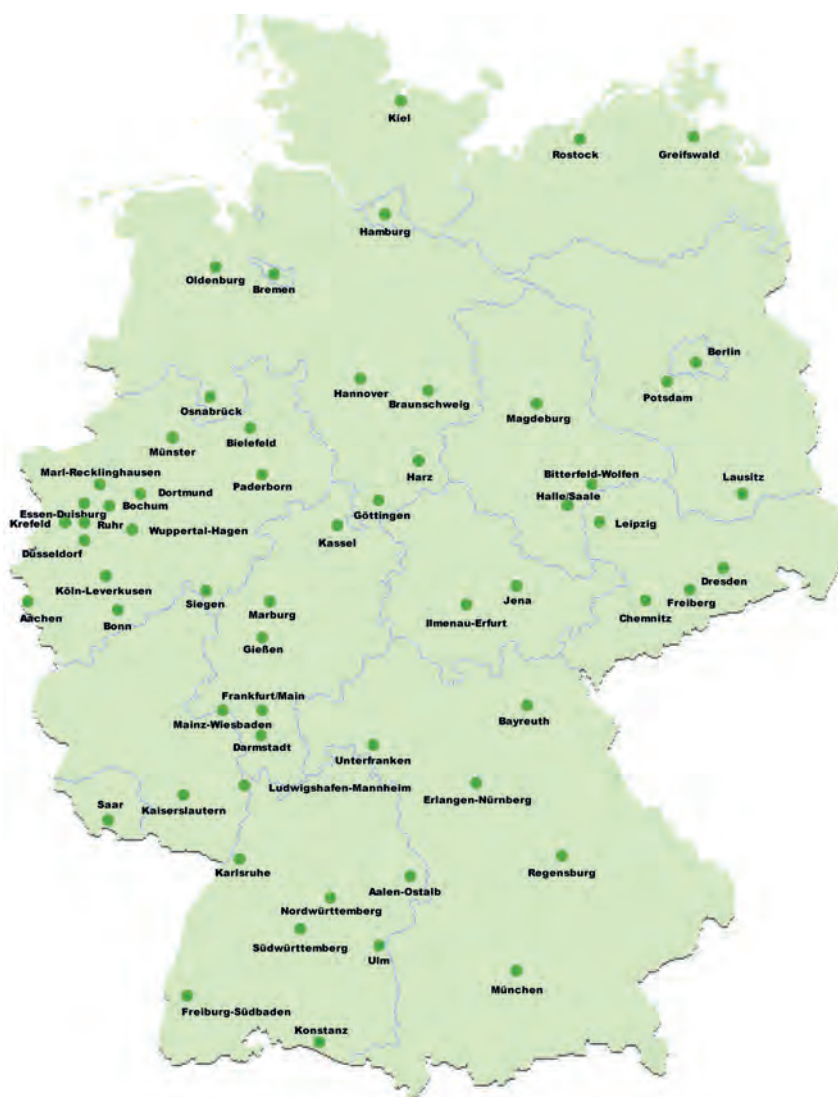 Kiel
Rostock
Greifswald
Hamburg
Oldenburg
Bremen
Berlin
Hannover
Potsdam
Braunschweig
Osnabrück
Magdeburg
Bielefeld
Münster
Marl-Recklinghausen
Harz
Bitterfeld-Wolfen
Paderborn
Dortmund
Lausitz
Halle/Saale
Essen-Duisburg
Bochum
Göttingen
Krefeld
Ruhr
Wuppertal-Hagen
Kassel
Leipzig
Düsseldorf
Dresden
Köln-Leverkusen
Siegen
Jena
Freiberg
Aachen
Bonn
Marburg
Ilmenau-Erfurt
Chemnitz
Gießen
Frankfurt/Main
Mainz-Wiesbaden
Bayreuth
Darmstadt
Unterfranken
Ludwigshafen-Mannheim
Erlangen-Nürnberg
Saar
Kaiserslautern
Karlsruhe
Regensburg
Aalen-Ostalb
Nordwürttemberg
Südwürttemberg
Ulm
München
Freiburg-Südbaden
Konstanz